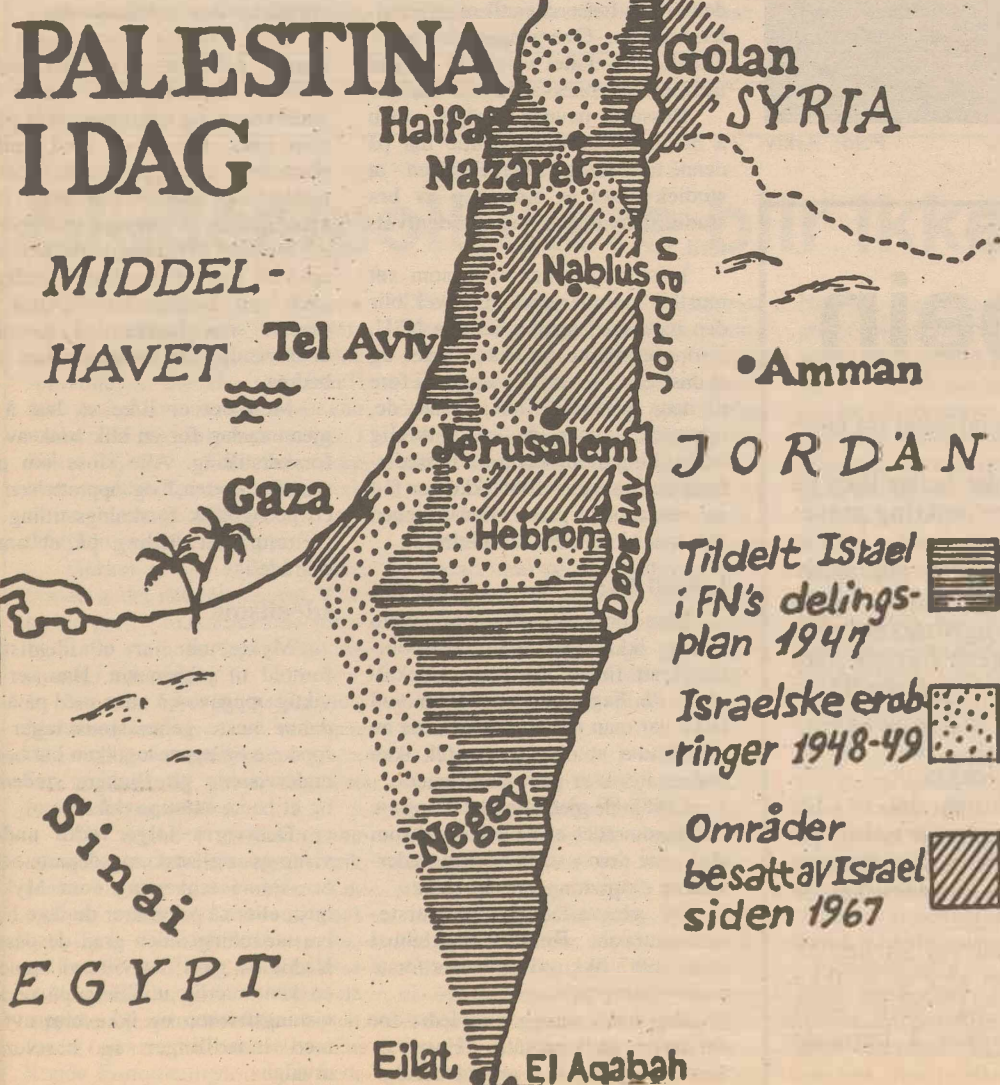 PALESTINA
I DAG
Golan
SYRIA
Haifa
Nazaret
MIDDEL-
HAVET
Nablus
Jordan
Tel Aviv
Amman
Jerusalem
JORDAN
Gaza
Hebron
DØDE HAV
Tildelt Israel
i FN's delings-
plan 1947
Israelske erob-
ringer 1948-49
Områder
besatt av Israel
siden 1967
Negev
Sinai
EGYPT
Eilat
El Aqabah